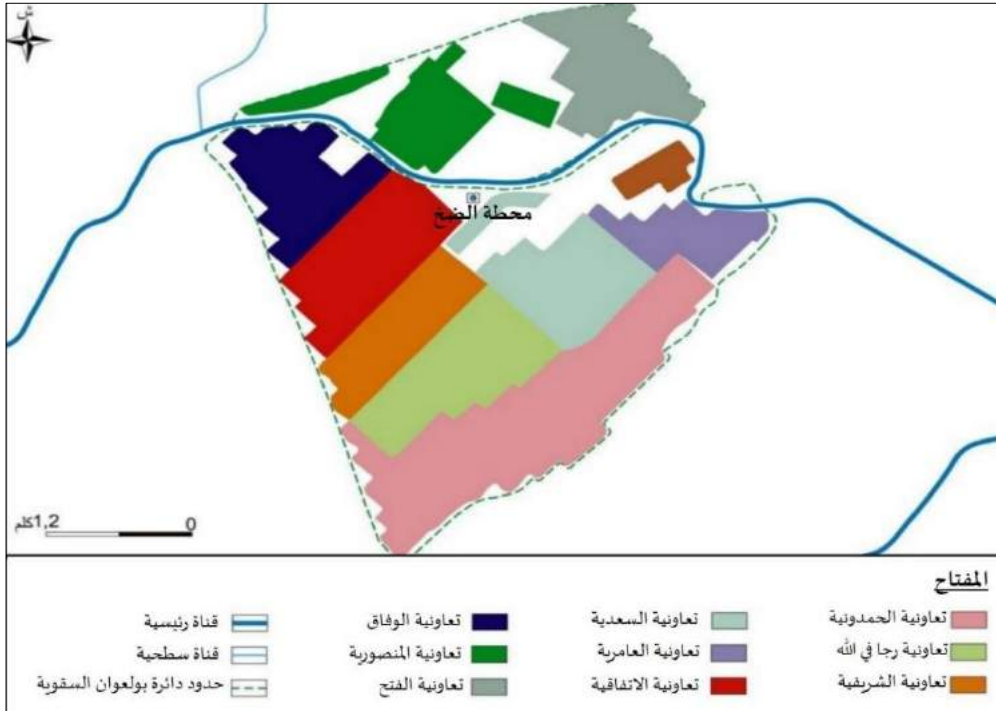 ش
محطة الضخ
1,2كلم
0
المفتاح
تعاونية الحمدونية
تعاونية السعدية
تعاونية الوفاق
قناة رئيسية
تعاونية رجا في الله
تعاونية العامرية
تعاونية المنصورية
قناة سطحية
تعاونية الشريفية
تعاونية الاتفاقية
تعاونية الفتح
حدود دائرة بولعوان السقوية